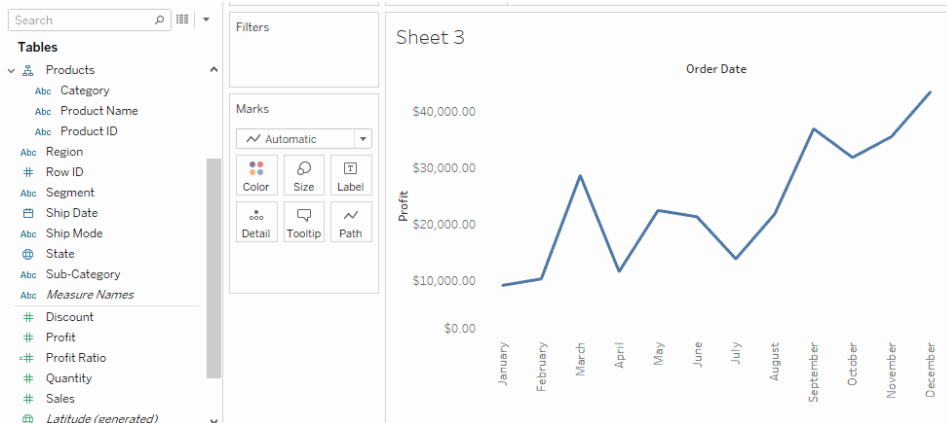 Search
Tables
Products
Abc Category
Abc Product Name
Abc Product ID
Abc Region
# Row ID
Abc Segment
Ship Date
Abc Ship Mode
State
Abc Sub-Category
Abc Measure Names
# Discount
# Profit
=# Profit Ratio
# Quantity
# Sales
Latitude (generated)
Filters
Marks
Automatic
Color
Size
T
Label
Detail
Tooltip
Path
Sheet 3
Order Date
$40,000.00
$30,000.00
$20,000.00
$10,000.00
$0.00
Profit
January
February
March
April
May
June
July
August
September
October
November
December